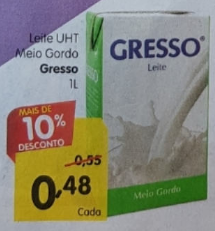 Leite UHT
Meio Gordo
Gresso
1L
MAIS DE
10%
DESCONTO
0,55
0,48
Cada
GRESSO®
Leite
Meio Gordo